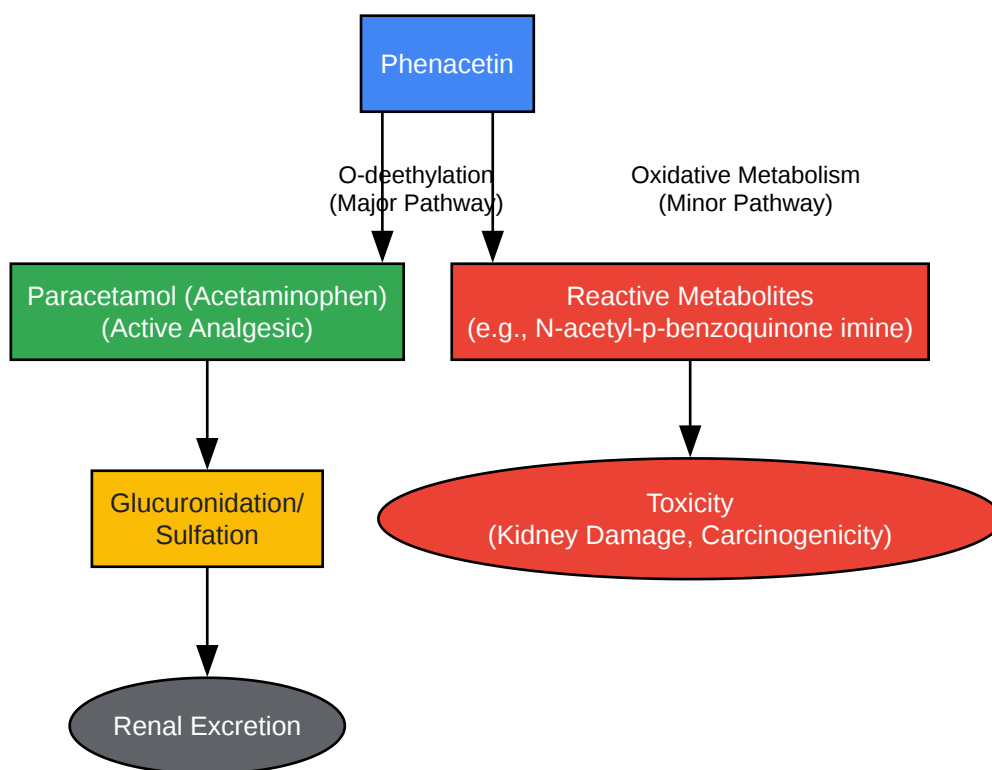 Phenacetin
O-deethylation
(Major Pathway)
Oxidative Metabolism
(Minor Pathway)
Paracetamol (Acetaminophen)
(Active Analgesic)
Reactive Metabolites
(e.g., N-acetyl-p-benzoquinone imine)
Glucuronidation/
Sulfation
Toxicity
(Kidney Damage, Carcinogenicity)
Renal Excretion